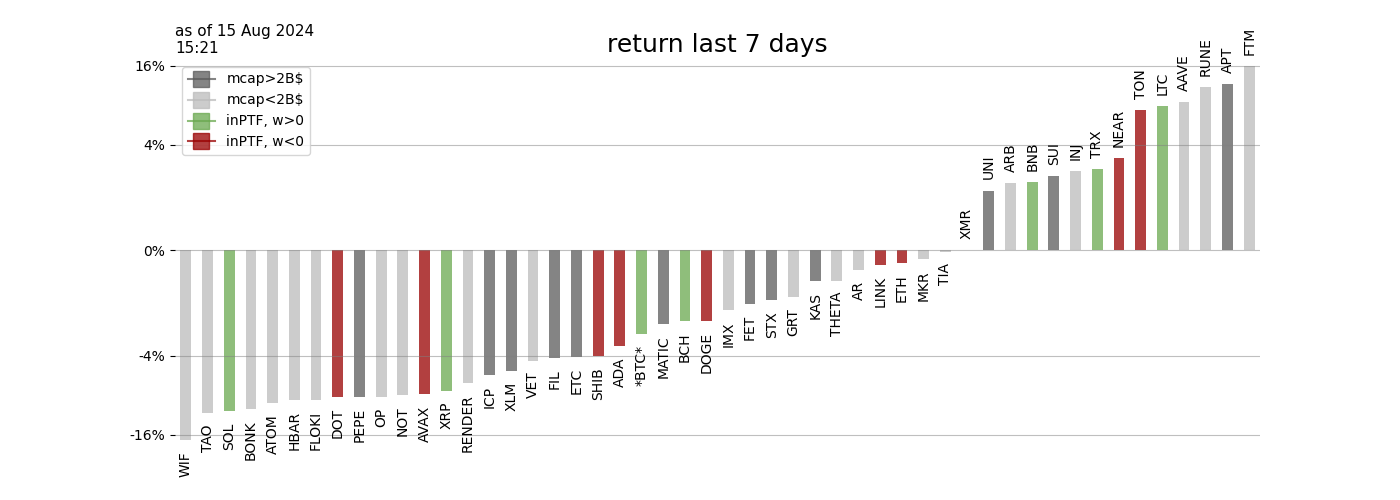 as of 15 Aug 2024
15:21
return last 7 days
16%
4%
0%
-4%
-16%
mcap>2B$
mcap<2B$
inPTF, w>0
inPTF, w<0
WIF
TAO
SOL
BONK
ATOM
HBAR
FLOKI
DOT
PEPE
OP
NOT
AVAX
XRP
RENDER
ICP
XLM
VET
FIL
ETC
SHIB
ADA
*BTC*
MATIC
BCH
DOGE
IMX
FET
STX
GRT
KAS
THETA
AR
LINK
ETH
MKR
TIA
XMR
UNI
ARB
BNB
SUI
INJ
TRX
NEAR
TON
LTC
AAVE
RUNE
APT
FTM